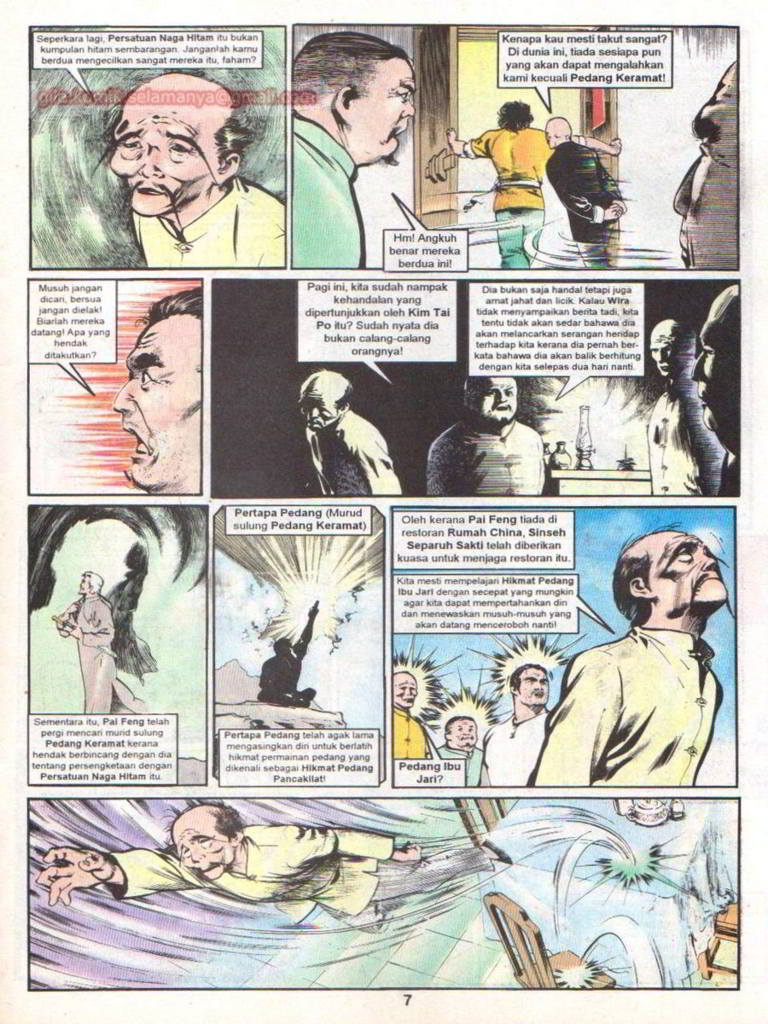 Seperkara lagi, Persatuan Naga Hitam itu bukan
kumpulan hitam sembarangan. Janganlah kamu
berdua mengecilkan sangat mereka itu, faham?
gila-komik-selamanya@gmail.com
Kenapa kau mesti takut sangat?
Di dunia ini, tiada sesiapa pun
yang akan dapat mengalahkan
kami kecuali Pedang Keramat!
Hm! Angkuh
benar mereka
berdua ini!
Musuh jangan
dicari, bersua
jangan dielak!
Biarlah mereka
datang! Apa yang
hendak
ditakutkan?
Pagi ini, kita sudah nampak
kehandalan yang
dipertunjukkan oleh Kim Tai
Po itu? Sudah nyata dia
bukan calang-calang
orangnya!
Dia bukan saja handal tetapi juga
amat jahat dan licik. Kalau Wira
tidak menyampaikan berita tadi, kita
tentu tidak akan sedar bahawa dia
akan melancarkan serangan hendap
terhadap kita kerana dia pernah ber-
kata bahawa dia akan balik berhitung
dengan kita selepas dua hari nanti.
Sementara itu, Pai Feng telah
pergi mencari murid sulung
Pedang Keramat kerana
hendak berbincang dengan dia
tentang persengketaan dengan
Persatuan Naga Hitam itu.
Pertapa Pedang (Murud
sulung Pedang Keramat)
Pertapa Pedang telah agak lama
mengasingkan diri untuk berlatih
hikmat permainan pedang yang
dikenali sebagai Hikmat Pedang
Pancakilat!
Oleh kerana Pai Feng tiada di
restoran Rumah China, Sinseh
Separuh Sakti telah diberikan
kuasa untuk menjaga restoran itu.
Kita mesti mempelajari Hikmat Pedang
Ibu Jari dengan secepat yang mungkin
agar kita dapat mempertahankan diri
dan menewaskan musuh-musuh yang
akan datang menceroboh nanti!
Pedang Ibu
Jari?
7